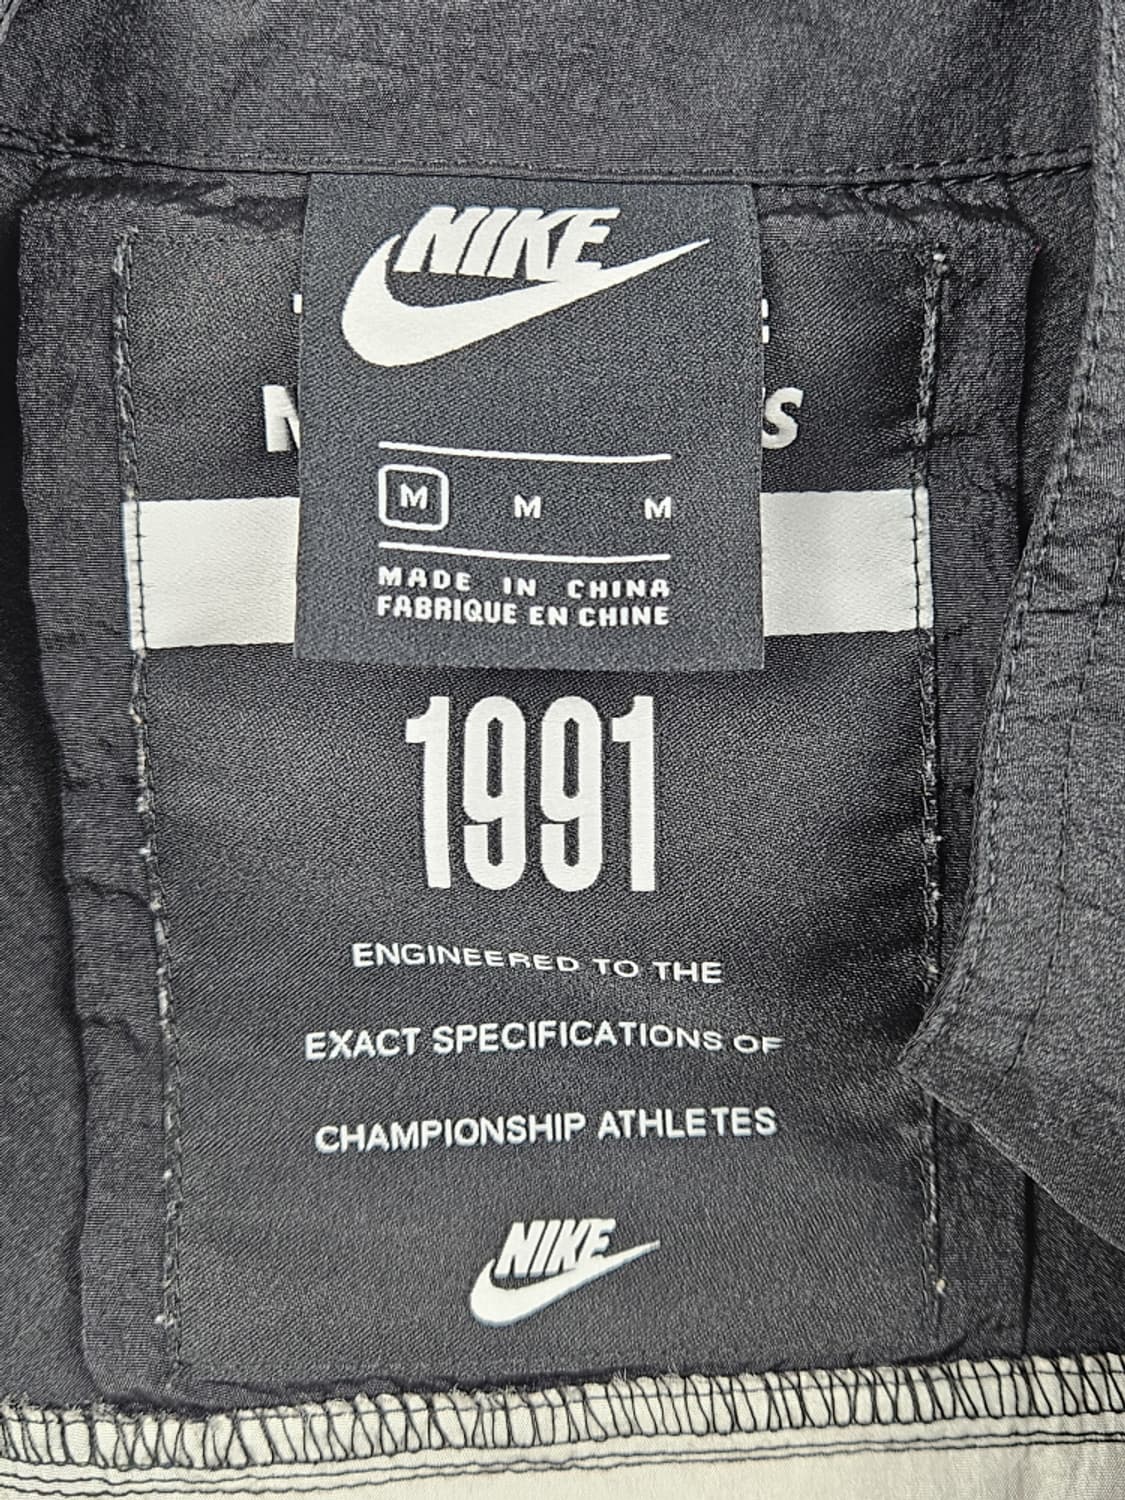 NIKE
M M M
MADE IN CHINA
FABRIQUE EN CHINE
1991
ENGINEERED TO THE
EXACT SPECIFICATIONS OF
CHAMPIONSHIP ATHLETES
NIKE